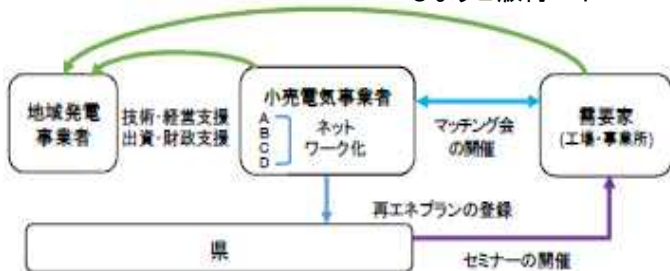 地域発電
事業者
技術・経営支援
出資・財政支援
小売電気事業者
A
B
C
D
ネット
ワーク化
マッチング会
の開催
需要家
(工場・事業所)
再エネプランの登録
県
セミナーの開催